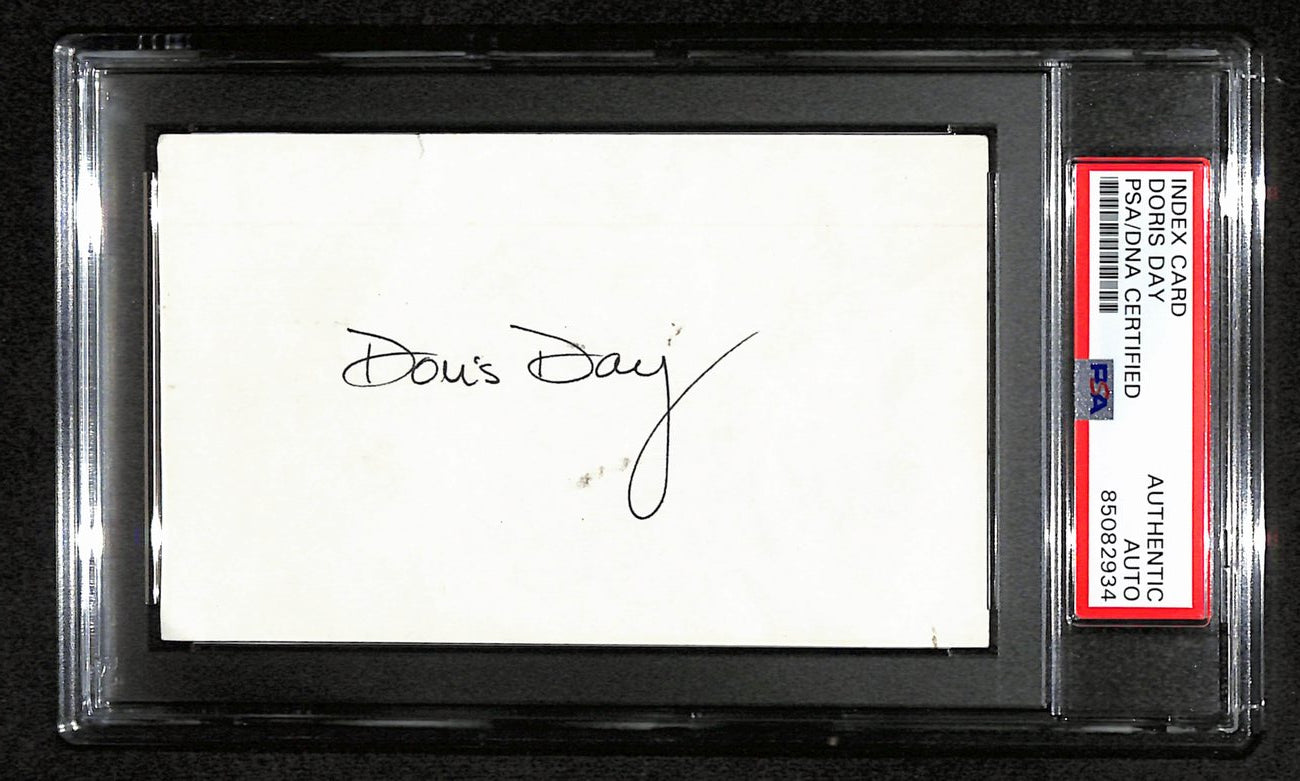 Doris Day
INDEX CARD
DORIS DAY
PSA/DNA CERTIFIED
PSA
AUTHENTIC
AUTO
85082934